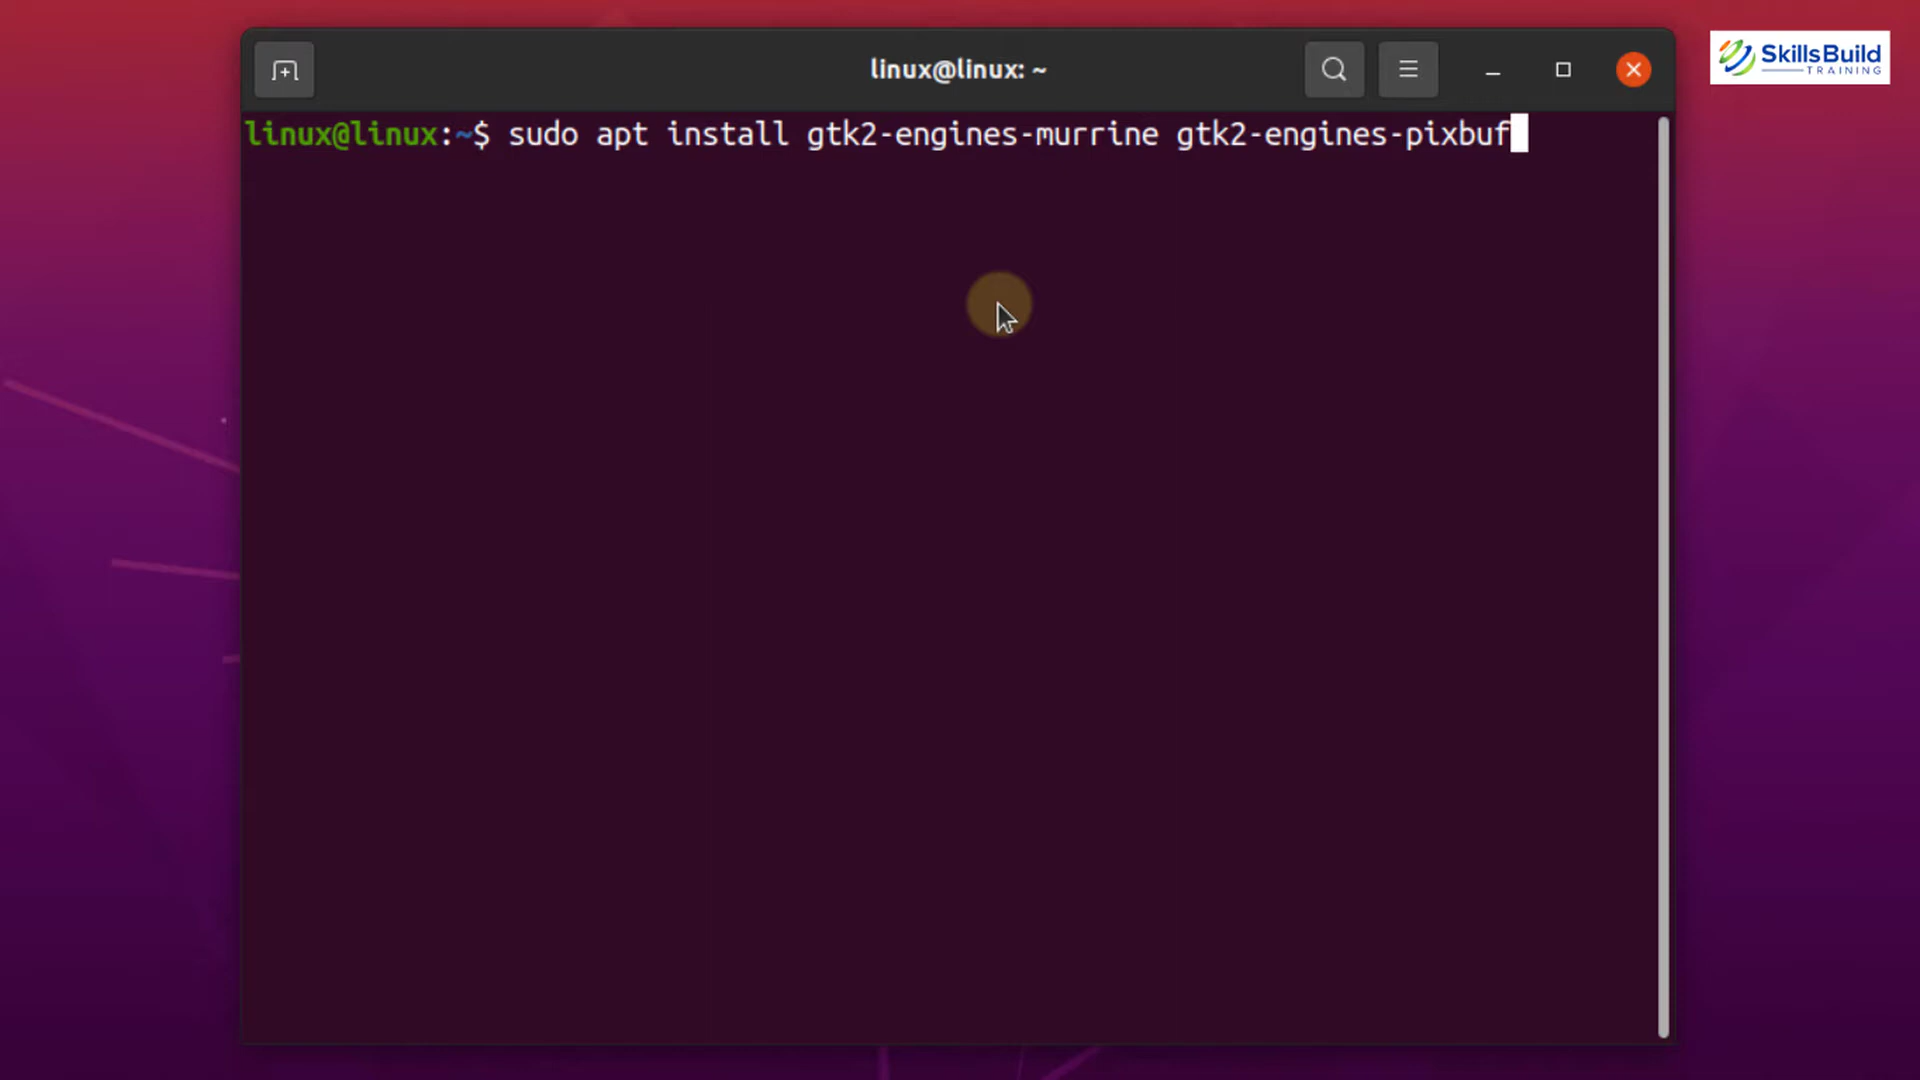 linux@linux: ~
SkillsBuild
TRAINING
linux@linux:~$ sudo apt install gtk2-engines-murrine gtk2-engines-pixbuf